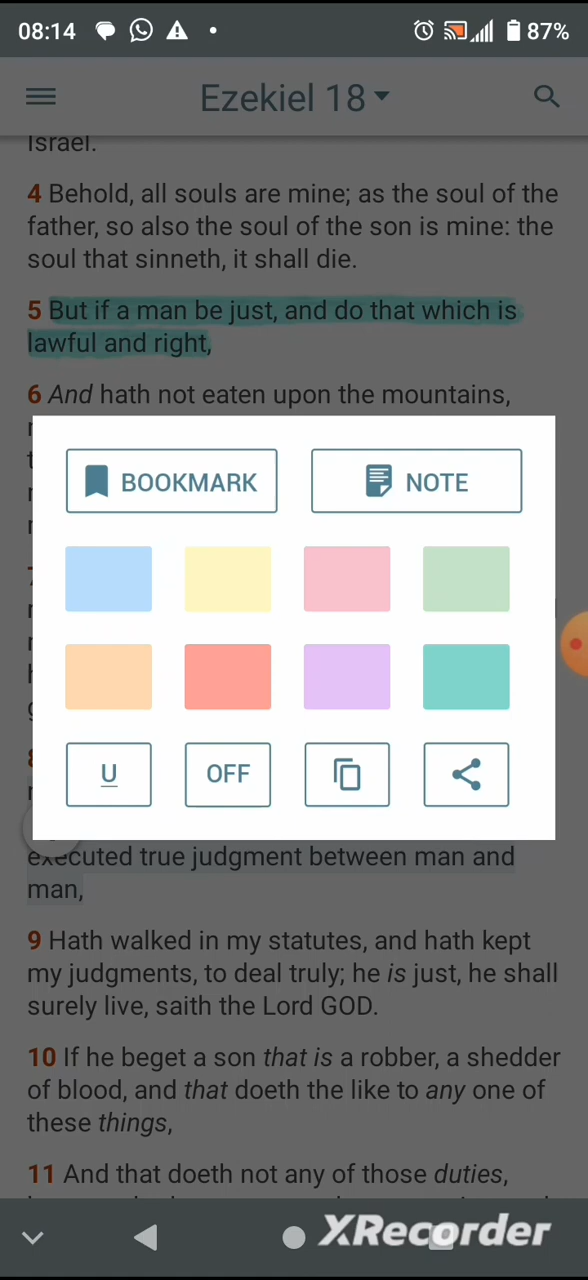 08:14
87%
Ezekiel 18
Israel.
4 Behold, all souls are mine; as the soul of the
father, so also the soul of the son is mine: the
soul that sinneth, it shall die.
5 But if a man be just, and do that which is
lawful and right,
6 And hath not eaten upon the mountains,
BOOKMARK
NOTE
U
OFF
executed true judgment between man and
man,
9 Hath walked in my statutes, and hath kept
my judgments, to deal truly; he is just, he shall
surely live, saith the Lord GOD.
10 If he beget a son that is a robber, a shedder
of blood, and that doeth the like to any one of
these things,
11 And that doeth not any of those duties,
XRecorder